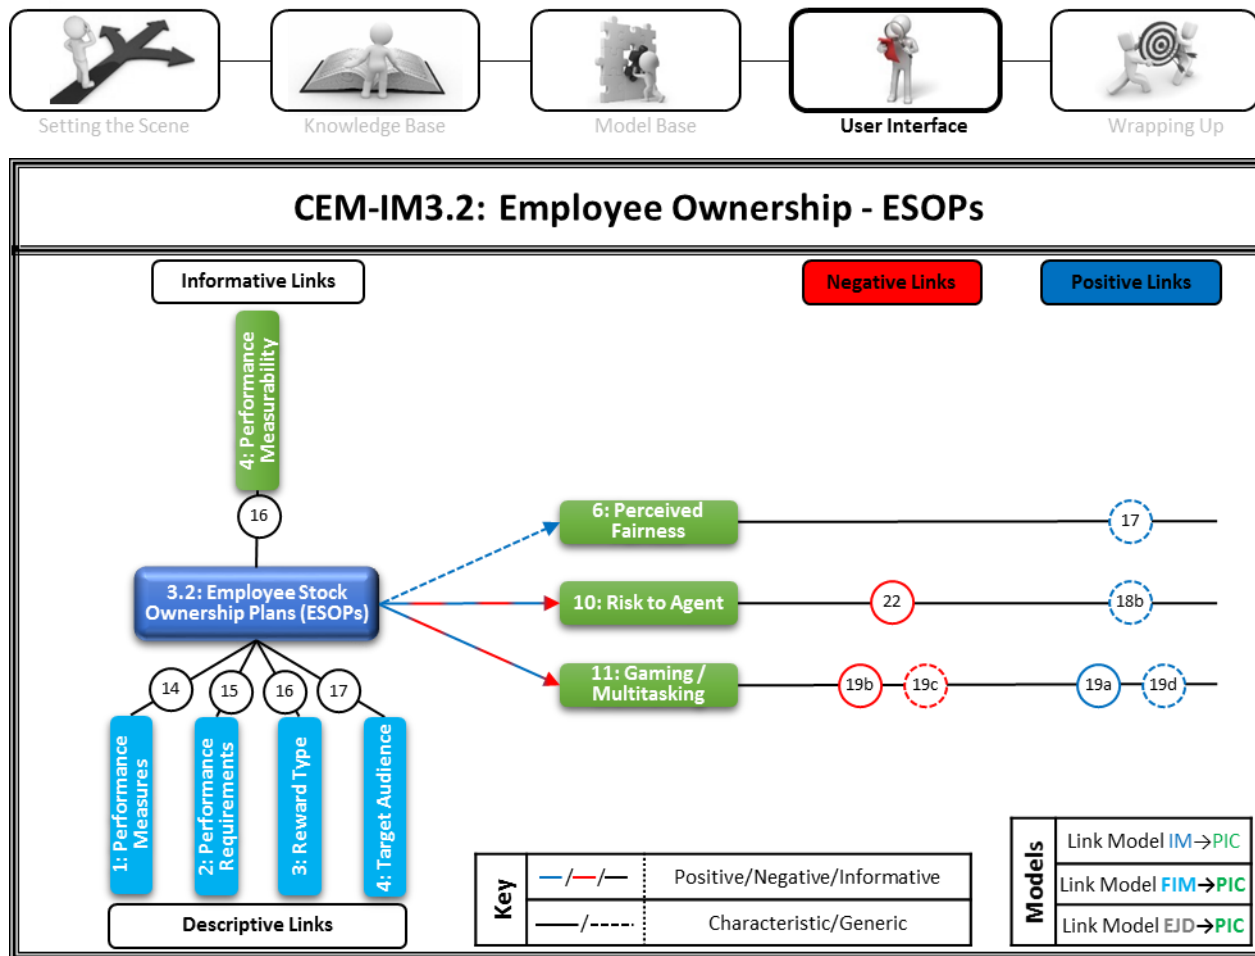 Setting the Scene
Knowledge Base
Model Base
User Interface
Wrapping Up
CEM-IM3.2: Employee Ownership - ESOPs
Informative Links
Negative Links
Positive Links
4: Performance
Measurability
16
6: Perceived
Fairness
17
3.2: Employee Stock
Ownership Plans (ESOPs)
10: Risk to Agent
22
18b
11: Gaming /
Multitasking
19b
19c
19a
19d
14
15
16
17
1: Performance
Measures
2: Performance
Requirements
3: Reward Type
4: Target Audience
Descriptive Links
Key
—/—/— Positive/Negative/Informative
——/----- Characteristic/Generic
Models
Link Model IM→PIC
Link Model FIM→PIC
Link Model EJD→PIC